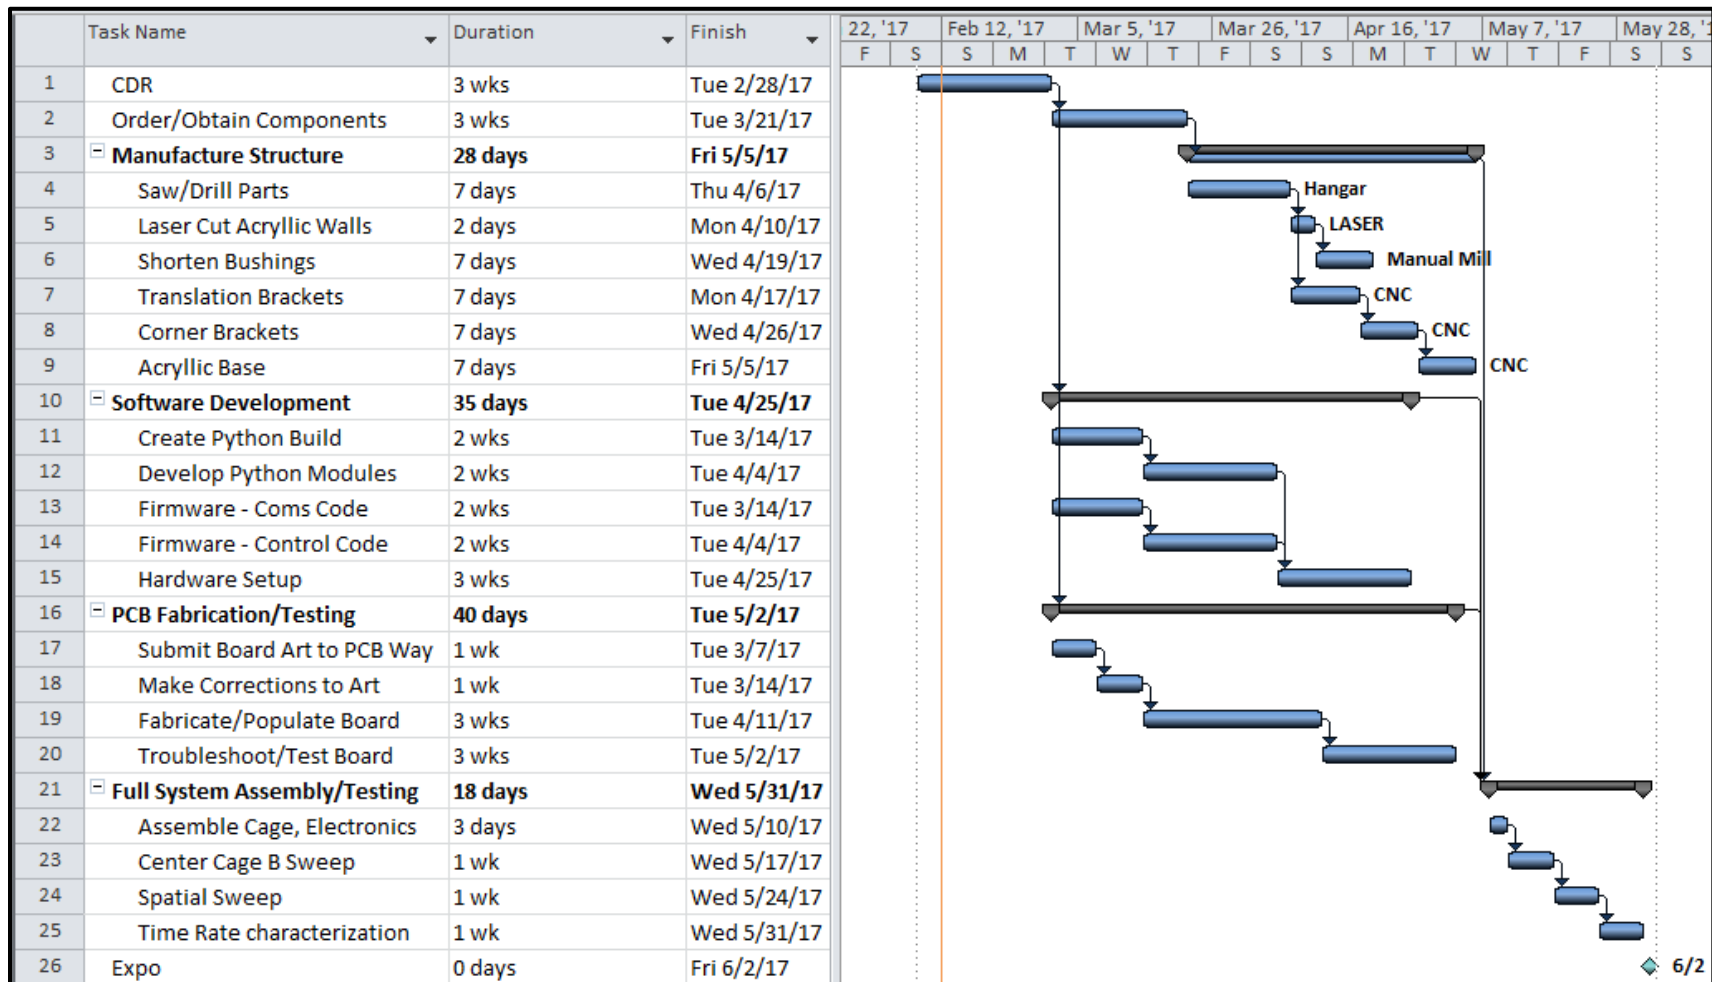 Task Name Duration Finish 22, '17 Feb 12, '17 Mar 5, '17 Mar 26, '17 Apr 16, '17 May 7, '17 May 28, '1
F S S M T W T F S S M T W T F S S
1 CDR 3 wks Tue 2/28/17
2 Order/Obtain Components 3 wks Tue 3/21/17
3 Manufacture Structure 28 days Fri 5/5/17
4 Saw/Drill Parts 7 days Thu 4/6/17 Hangar
5 Laser Cut Acryllic Walls 2 days Mon 4/10/17 LASER
6 Shorten Bushings 7 days Wed 4/19/17 Manual Mill
7 Translation Brackets 7 days Mon 4/17/17 CNC
8 Corner Brackets 7 days Wed 4/26/17 CNC
9 Acryllic Base 7 days Fri 5/5/17 CNC
10 Software Development 35 days Tue 4/25/17
11 Create Python Build 2 wks Tue 3/14/17
12 Develop Python Modules 2 wks Tue 4/4/17
13 Firmware - Coms Code 2 wks Tue 3/14/17
14 Firmware - Control Code 2 wks Tue 4/4/17
15 Hardware Setup 3 wks Tue 4/25/17
16 PCB Fabrication/Testing 40 days Tue 5/2/17
17 Submit Board Art to PCB Way 1 wk Tue 3/7/17
18 Make Corrections to Art 1 wk Tue 3/14/17
19 Fabricate/Populate Board 3 wks Tue 4/11/17
20 Troubleshoot/Test Board 3 wks Tue 5/2/17
21 Full System Assembly/Testing 18 days Wed 5/31/17
22 Assemble Cage, Electronics 3 days Wed 5/10/17
23 Center Cage B Sweep 1 wk Wed 5/17/17
24 Spatial Sweep 1 wk Wed 5/24/17
25 Time Rate characterization 1 wk Wed 5/31/17
26 Expo 0 days Fri 6/2/17 6/2